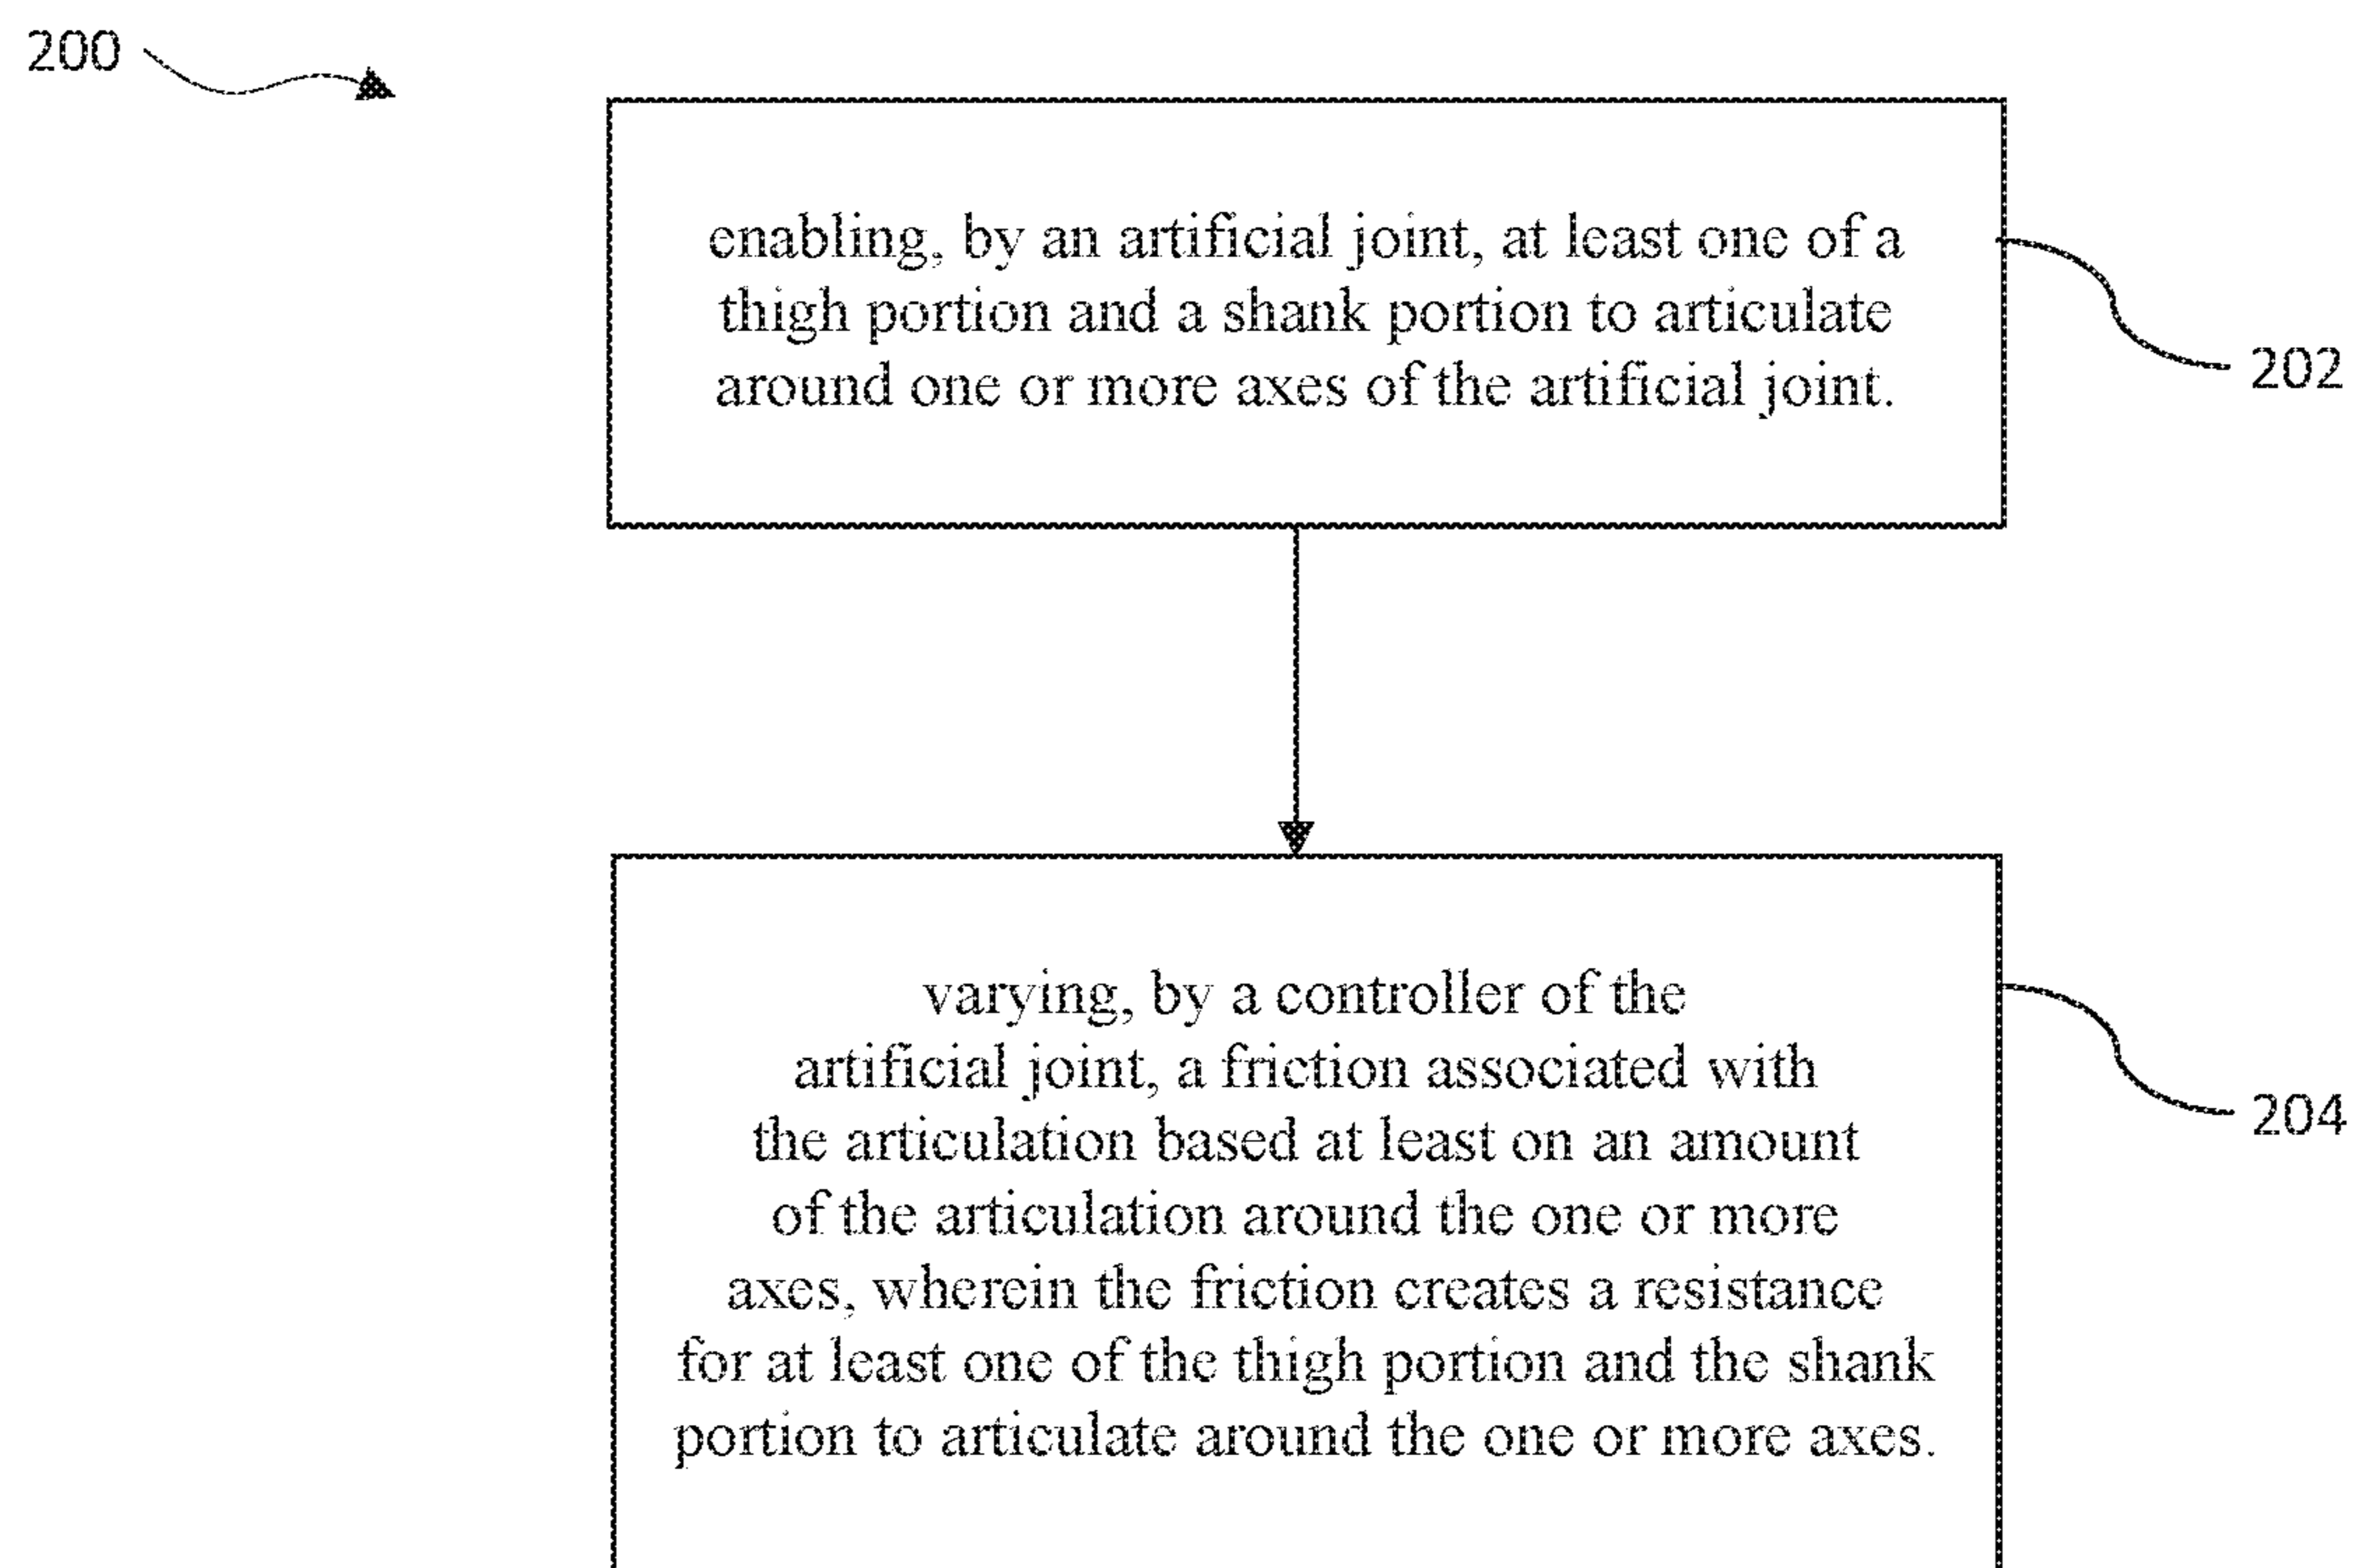 200
enabling, by an artificial joint, at least one of a
thigh portion and a shank portion to articulate
around one or more axes of the artificial joint.
202
varying, by a controller of the
artificial joint, a friction associated with
the articulation based at least on an amount
of the articulation around the one or more
axes, wherein the friction creates a resistance
for at least one of the thigh portion and the shank
portion to articulate around the one or more axes.
204